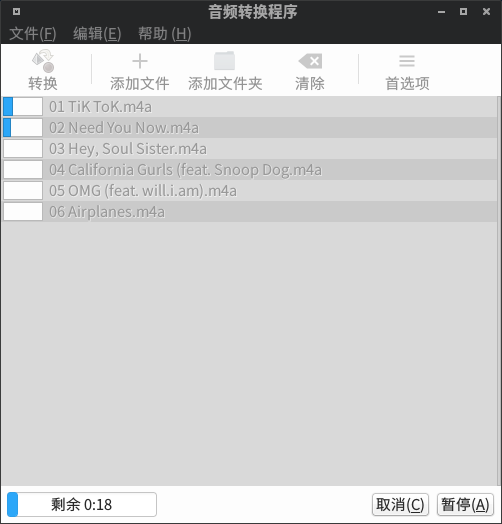 音频转换程序
文件(F) 编辑(E) 帮助 (H)
转换 添加文件 添加文件夹 清除 首选项
01 TiK ToK.m4a
02 Need You Now.m4a
03 Hey, Soul Sister.m4a
04 California Gurls (feat. Snoop Dog.m4a
05 OMG (feat. will.i.am).m4a
06 Airplanes.m4a
剩余 0:18 取消(C) 暂停(A)